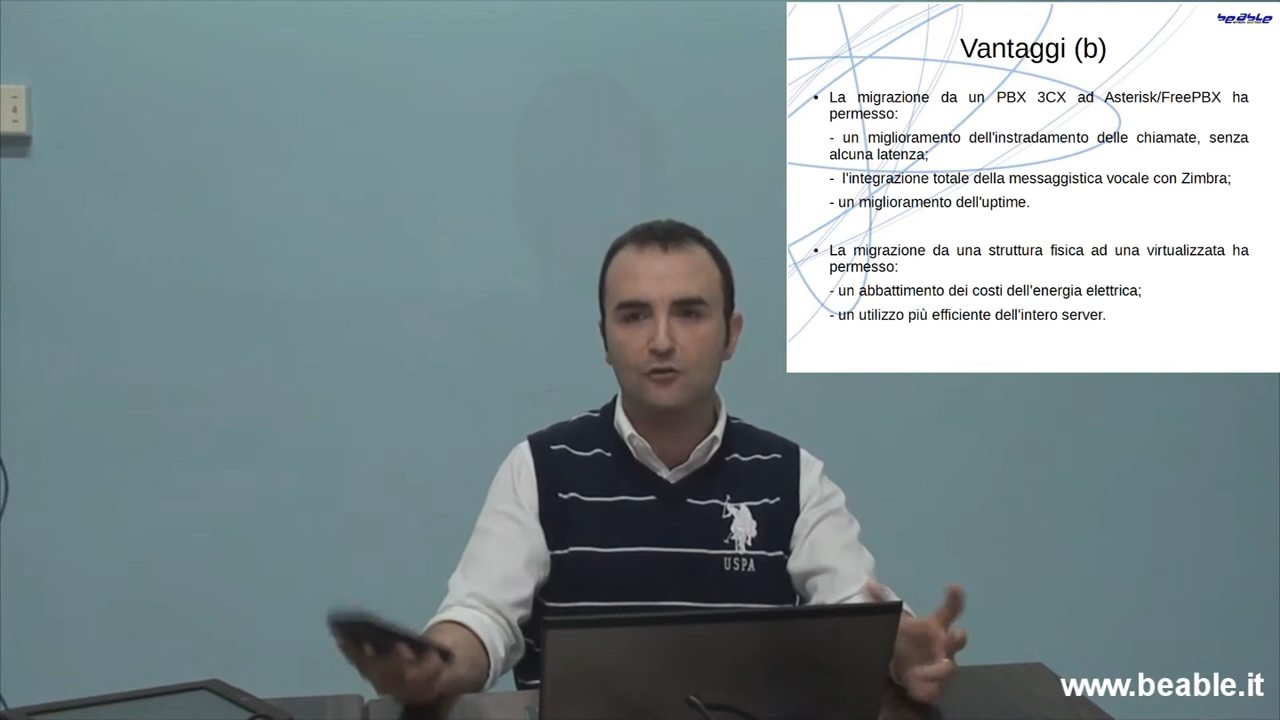 beable
Vantaggi (b)
• La migrazione da un PBX 3CX ad Asterisk/FreePBX ha
permesso:
- un miglioramento dell'instradamento delle chiamate, senza
alcuna latenza;
- l'integrazione totale della messaggistica vocale con Zimbra;
- un miglioramento dell'uptime.
• La migrazione da una struttura fisica ad una virtualizzata ha
permesso:
- un abbattimento dei costi dell'energia elettrica;
- un utilizzo più efficiente dell'intero server.
USPA
www.beable.it